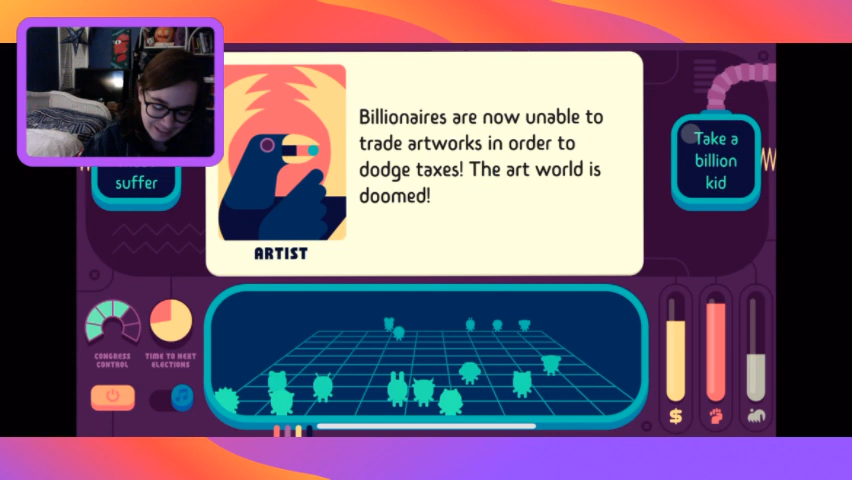 Billionaires are now unable to
trade artworks in order to
dodge taxes! The art world is
doomed!
ARTIST
suffer
Take a
billion
kid
CONGRESS
CONTROL
TIME TO NEXT
ELECTIONS
$